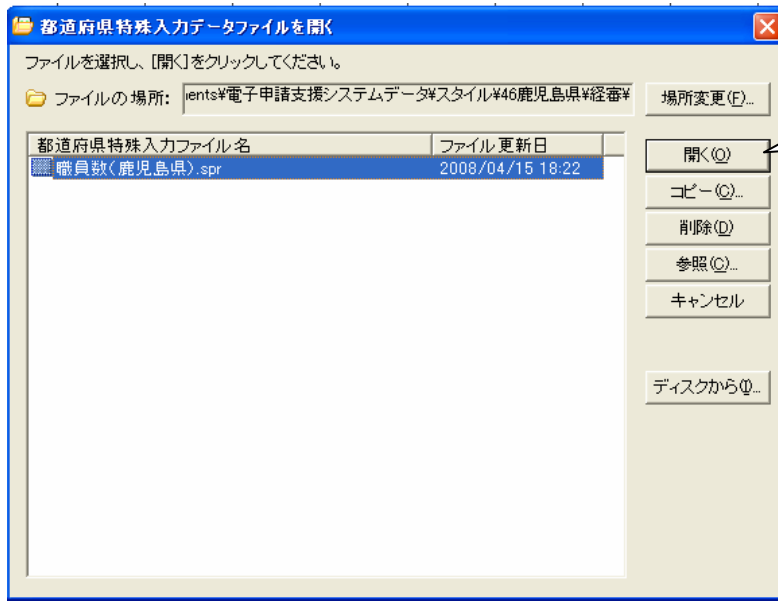 都道府県特殊入力データファイルを開く
ファイルを選択し、[開く]をクリックしてください。
ファイルの場所: ents¥電子申請支援システムデータ¥スタイル¥46鹿児島県¥経審¥
場所変更(F)...
都道府県特殊入力ファイル名 ファイル更新日
職員数(鹿児島県).spr 2008/04/15 18:22
開く(O)
コピー(C)...
削除(D)
参照(C)...
キャンセル
ディスクから(I)...